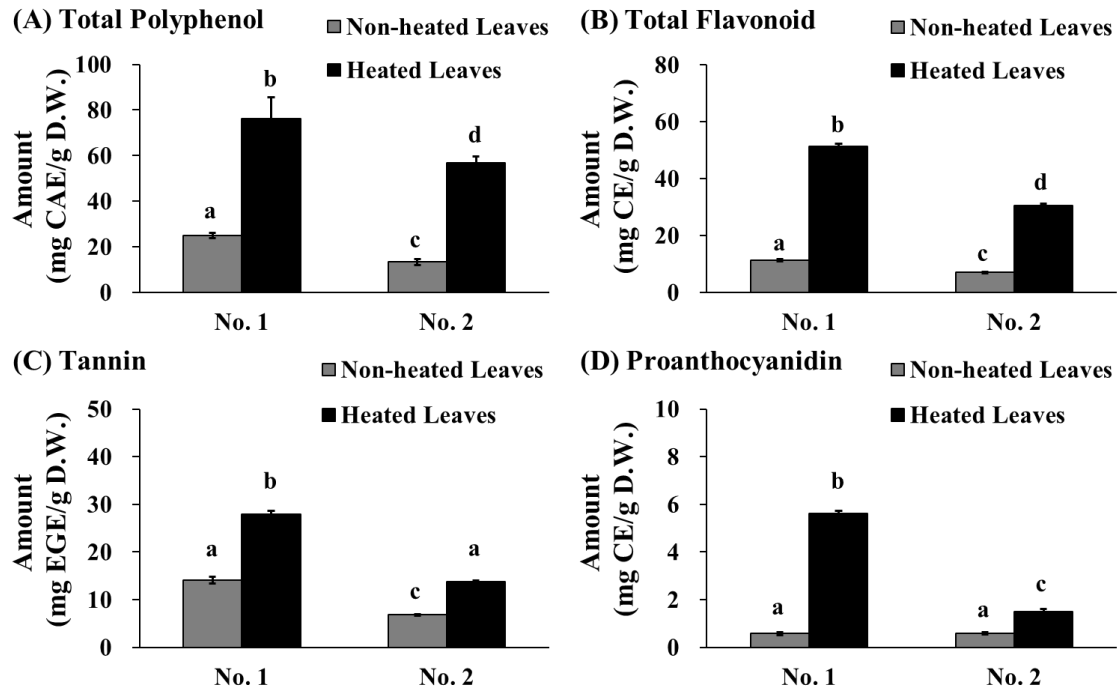 (A) Total Polyphenol
Non-heated Leaves
Heated Leaves
Amount
(mg CAE/g D.W.)
100
80
60
40
20
0
a
b
c
d
No. 1
No. 2
(B) Total Flavonoid
Non-heated Leaves
Heated Leaves
Amount
(mg CE/g D.W.)
80
60
40
20
0
a
b
c
d
No. 1
No. 2
(C) Tannin
Non-heated Leaves
Heated Leaves
Amount
(mg EGE/g D.W.)
50
40
30
20
10
0
a
b
c
a
No. 1
No. 2
(D) Proanthocyanidin
Non-heated Leaves
Heated Leaves
Amount
(mg CE/g D.W.)
10
8
6
4
2
0
a
b
a
c
No. 1
No. 2